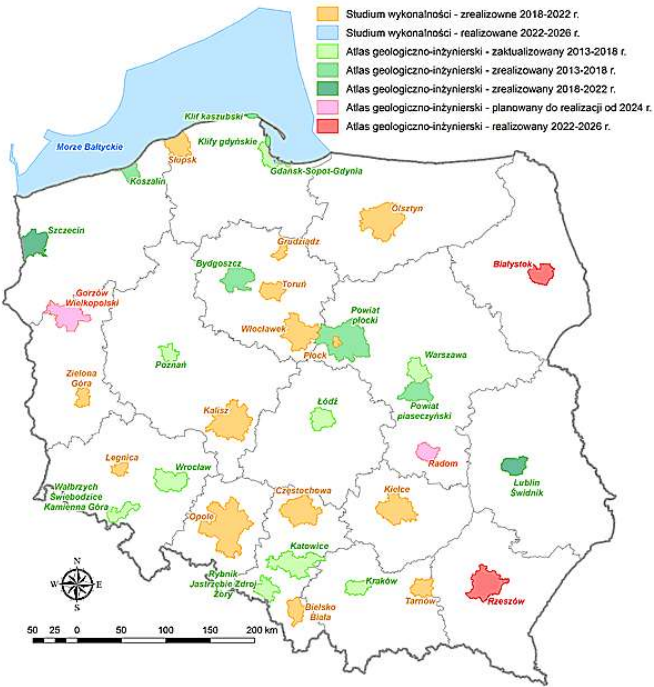 Studium wykonalności - zrealizowne 2018-2022 r.
Studium wykonalności - realizowane 2022-2026 r.
Atlas geologiczno-inżynierski - zaktualizowany 2013-2018 r.
Atlas geologiczno-inżynierski - zrealizowany 2013-2018 r.
Atlas geologiczno-inżynierski - zrealizowany 2018-2022 r.
Atlas geologiczno-inżynierski - planowany do realizacji od 2024 r.
Atlas geologiczno-inżynierski - realizowany 2022-2026 r.
Klif kaszubski
Morze Bałtyckie
Klify gdyńskie
Słupsk
Gdańsk-Sopot-Gdynia
Koszalin
Olsztyn
Szczecin
Grudziądz
Białystok
Bydgoszcz
Toruń
Gorzów
Wielkopolski
Powiat
płocki
Włocławek
Płock
Warszawa
Poznań
Zielona
Góra
Łódź
Powiat
piaseczyński
Kalisz
Radom
Legnica
Wrocław
Lublin
Świdnik
Wałbrzych
Świebodzice
Kamienna Góra
Częstochowa
Kielce
Opole
Katowice
Rybnik
Jastrzębie Zdrój
Żory
Kraków
Tarnów
Rzeszów
Bielsko
Biała
N
W
E
S
50 25 0 50 100 150 200 km